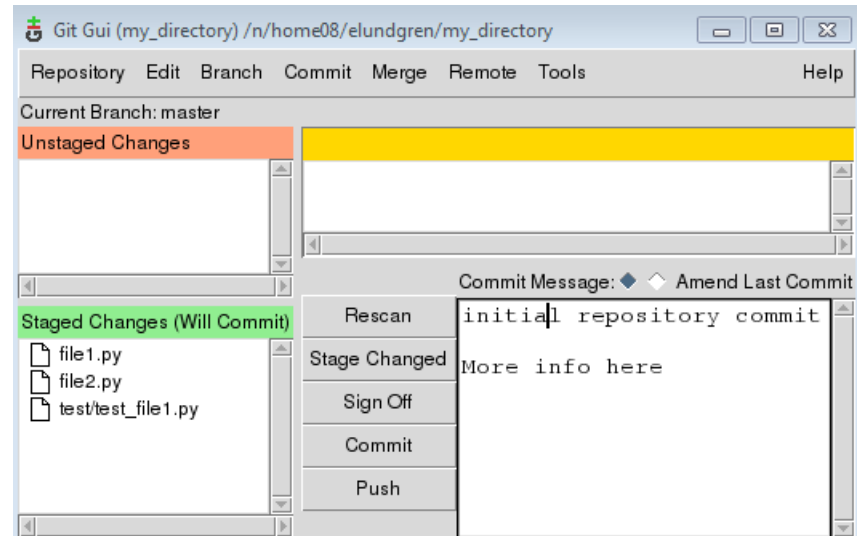 Git Gui (my_directory) /n/home08/elundgren/my_directory
Repository Edit Branch Commit Merge Remote Tools Help
Current Branch: master
Unstaged Changes
Commit Message: Amend Last Commit
Staged Changes (Will Commit)
file1.py
file2.py
test/test_file1.py
Rescan
Stage Changed
Sign Off
Commit
Push
initial repository commit
More info here